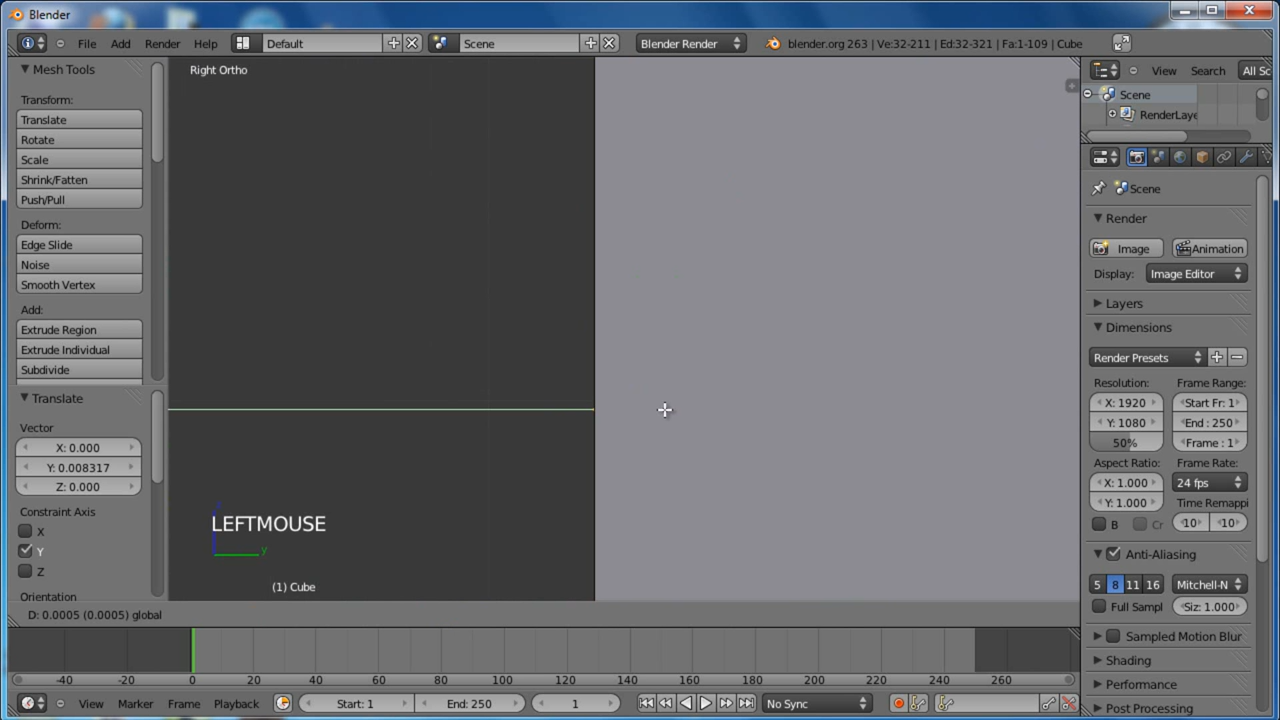 Blender
File Add Render Help Default Scene Blender Render blender.org 263 | Ve:32-211 | Ed:32-321 | Fa:1-109 | Cube
Mesh Tools
Transform:
Translate
Rotate
Scale
Shrink/Fatten
Push/Pull
Deform:
Edge Slide
Noise
Smooth Vertex
Add:
Extrude Region
Extrude Individual
Subdivide
Translate
Vector
X: 0.000
Y: 0.008317
Z: 0.000
Constraint Axis
X
Y
Z
Orientation
Right Ortho
LEFTMOUSE
y
(1) Cube
D: 0.0005 (0.0005) global
View Search All Sc
Scene
RenderLaye
Scene
Render
Image Animation
Display: Image Editor
Layers
Dimensions
Render Presets
Resolution: Frame Range:
X: 1920 Start Fr: 1
Y: 1080 End : 250
50% Frame : 1
Aspect Ratio: Frame Rate:
X: 1.000 24 fps
Y: 1.000 Time Remappi
B Cr 10 10
Anti-Aliasing
5 8 11 16 Mitchell-N
Full Sampl Siz: 1.000
Sampled Motion Blur
Shading
Performance
Post Processing
-40 -20 0 20 40 60 80 100 120 140 160 180 200 220 240 260
View Marker Frame Playback Start: 1 End: 250 1 No Sync